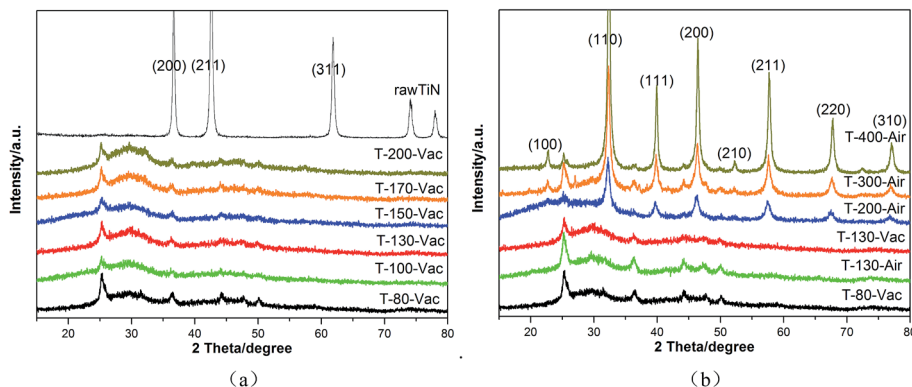 (200)
(211)
(311)
rawTiN
T-200-Vac
T-170-Vac
T-150-Vac
T-130-Vac
T-100-Vac
T-80-Vac
Intensity/a.u.
20 30 40 50 60 70 80
2 Theta/degree
(a)
(110)
(200)
(211)
(111)
(220)
(310)
(100)
(210)
T-400-Air
T-300-Air
T-200-Air
T-130-Vac
T-130-Air
T-80-Vac
Intensity/a.u.
20 30 40 50 60 70 80
2 Theta/degree
(b)